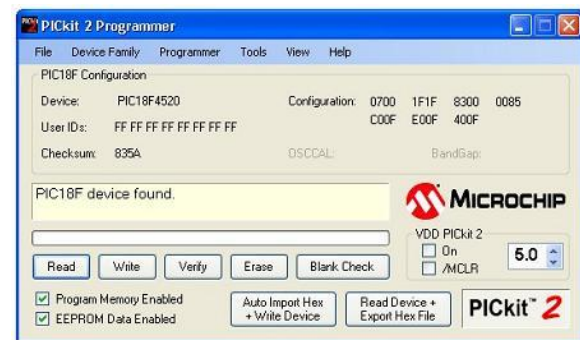 PICkit 2 Programmer
File Device Family Programmer Tools View Help
PIC18F Configuration
Device: PIC18F4520 Configuration: 0700 1F1F 8300 0085
User IDs: FF FF FF FF FF FF FF FF C00F E00F 400F
Checksum: 835A OSCCAL: BandGap:
PIC18F device found.
MICROCHIP
VDD PICkit 2
On
/MCLR
5.0
Read Write Verify Erase Blank Check
Program Memory Enabled
EEPROM Data Enabled
Auto Import Hex
+ Write Device
Read Device +
Export Hex File
PICkit™ 2